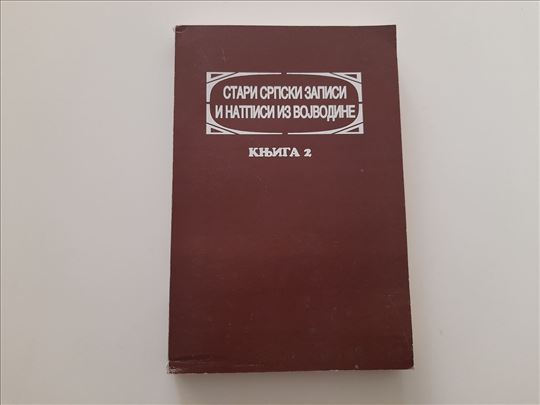 СТАРИ СРПСКИ ЗАПИСИ
И НАТПИСИ ИЗ ВОЈВОДИНЕ
КЊИГА 2